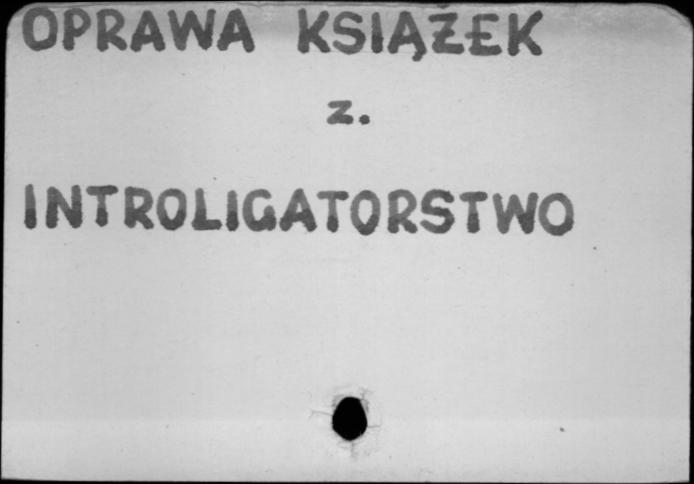 OPRAWA KSIĄŻEK
z.
INTROLIGATORSTWO